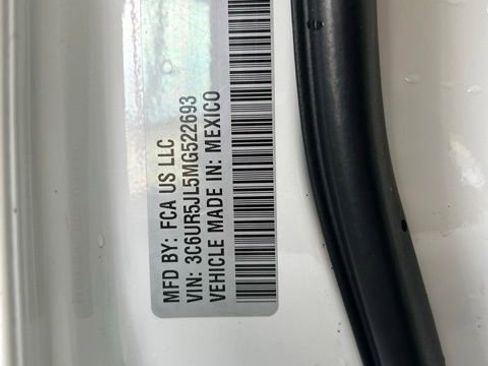 MFD BY: FCA US LLC
VIN: 3C6UR5JL5MG522693
VEHICLE MADE IN: MEXICO